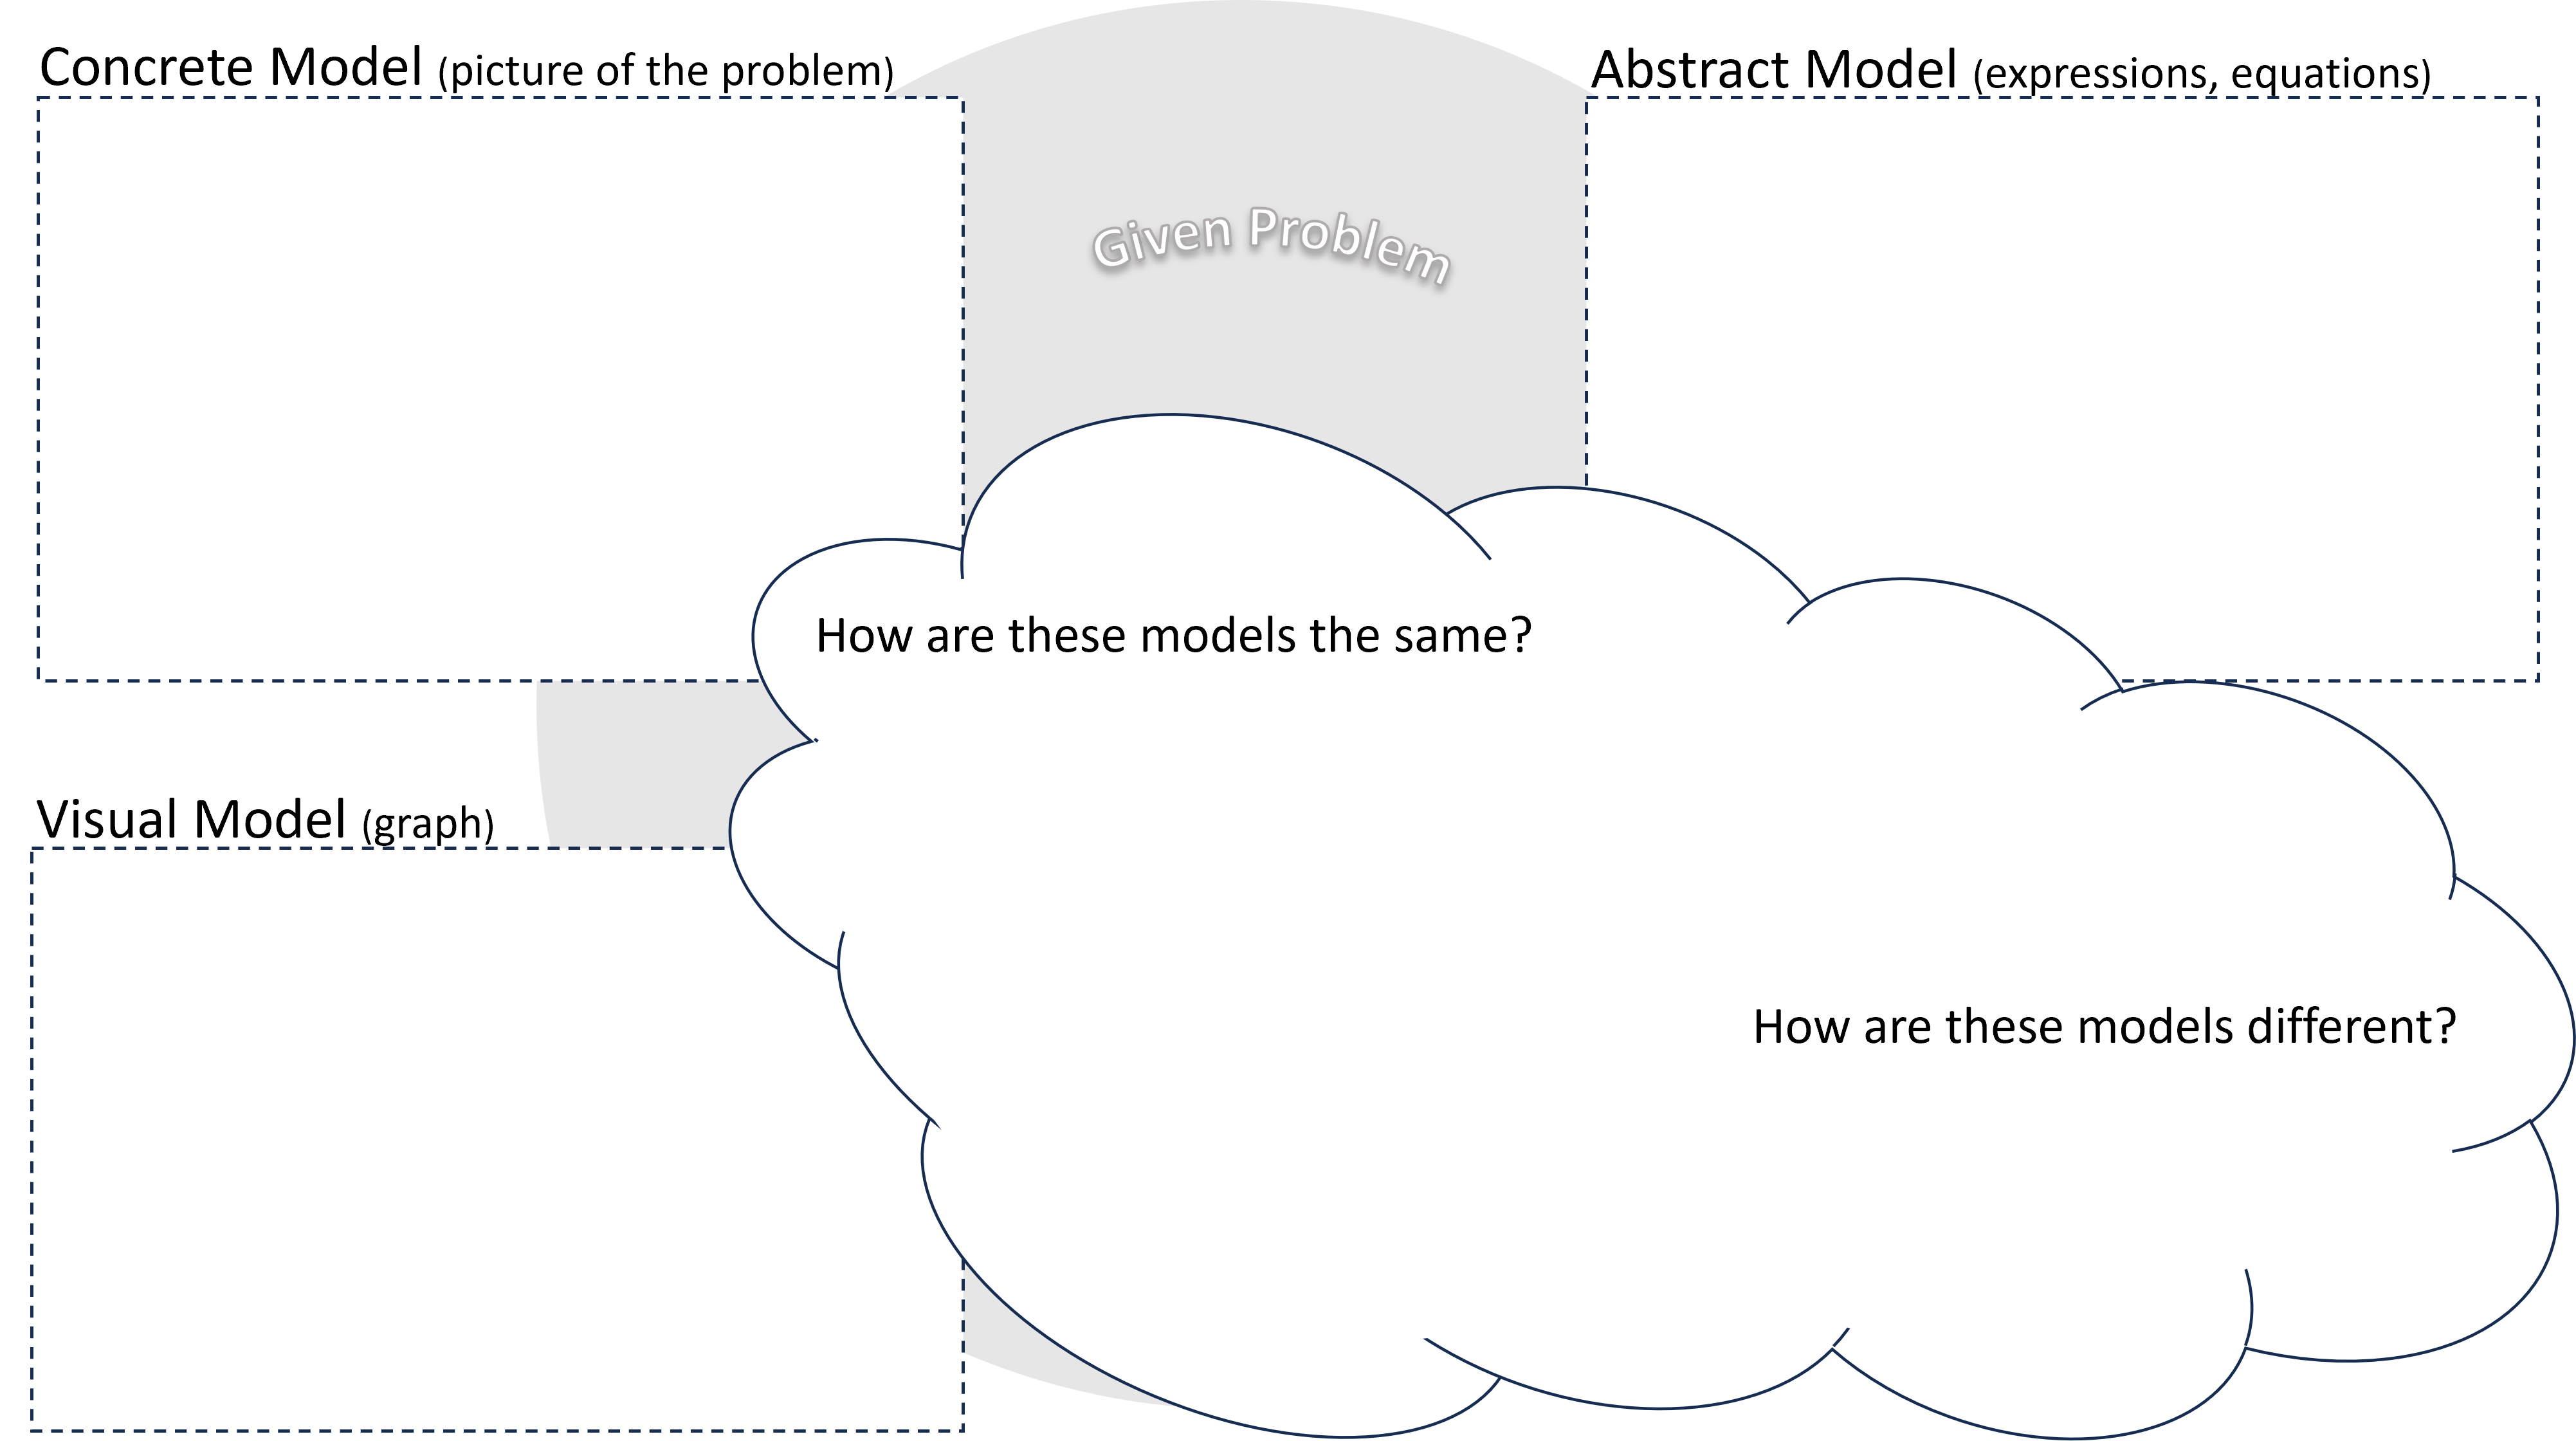 Concrete Model (picture of the problem)
Abstract Model (expressions, equations)
Given Problem
How are these models the same?
Visual Model (graph)
How are these models different?